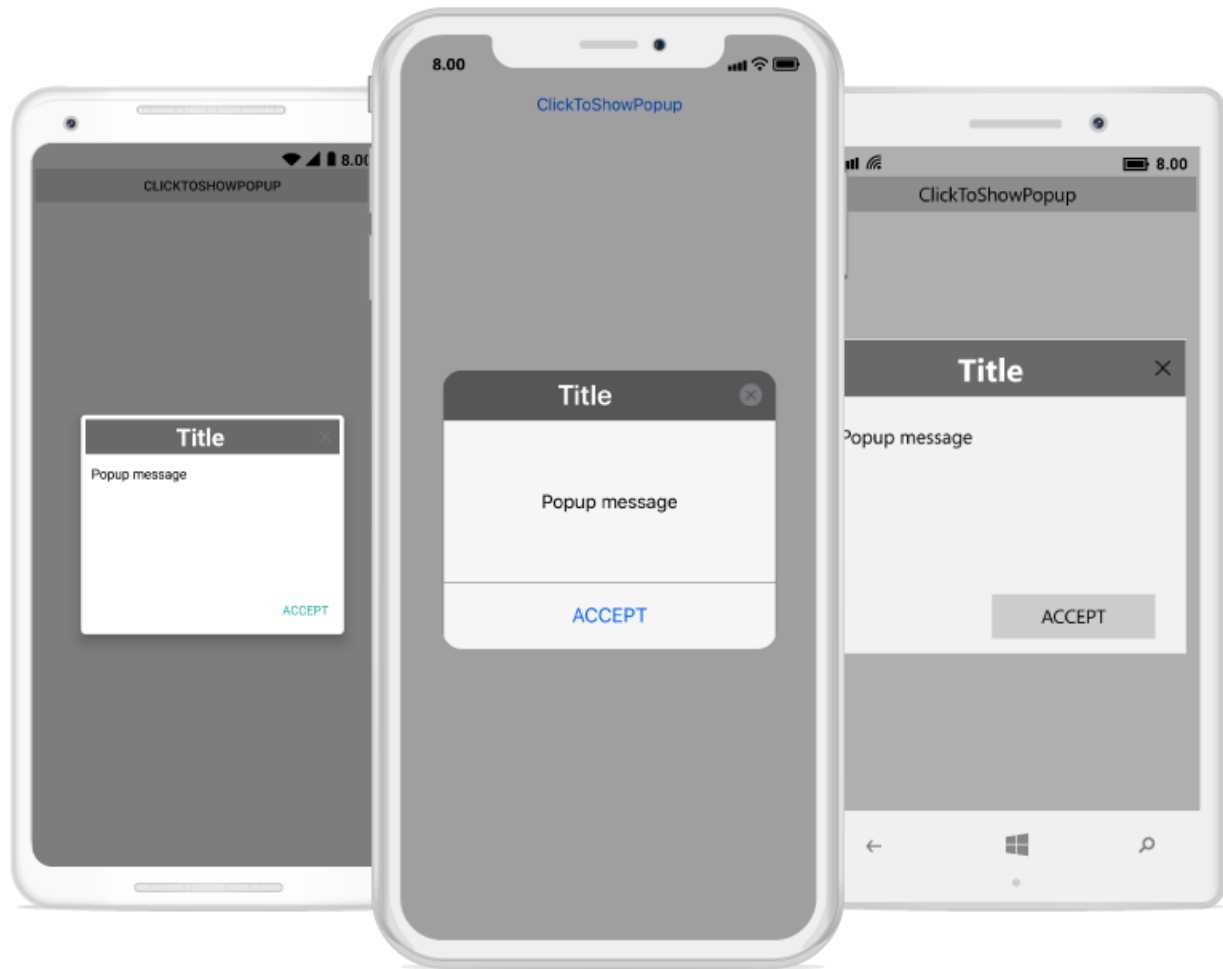 8.00
CLICKTOSHOWPOPUP
Title
Popup message
ACCEPT
8.00
ClickToShowPopup
Title
Popup message
ACCEPT
8.00
ClickToShowPopup
Title
Popup message
ACCEPT